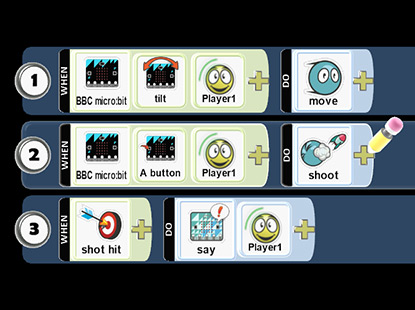 1 WHEN BBC micro:bit tilt Player1 DO move
2 WHEN BBC micro:bit A button Player1 DO shoot
3 WHEN shot hit DO say Player1